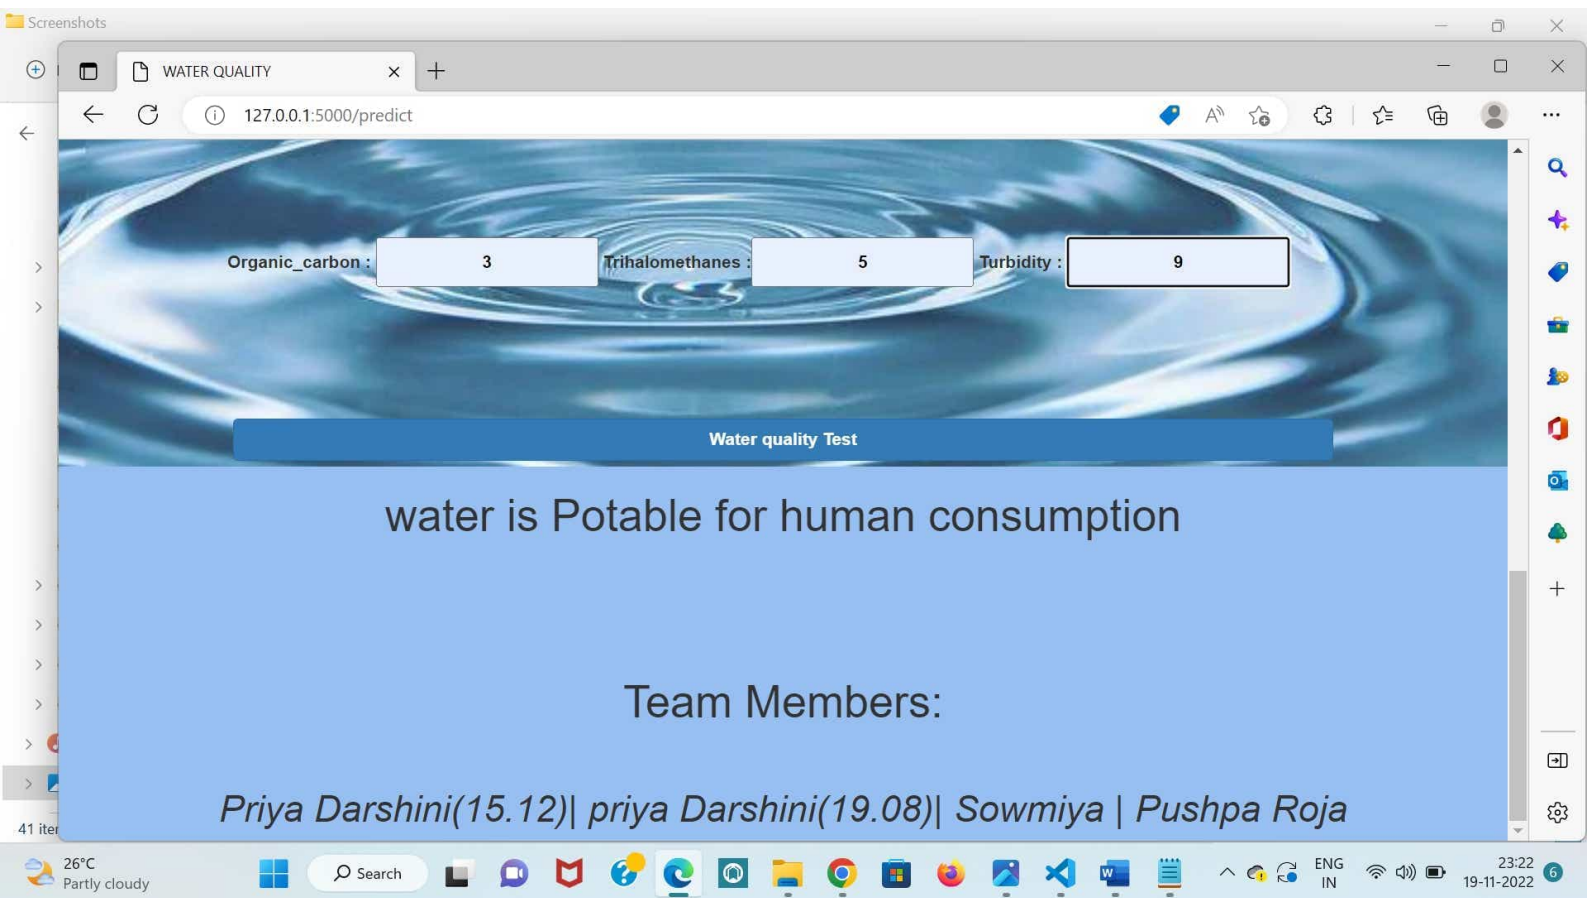 Screenshots
WATER QUALITY
127.0.0.1:5000/predict
Organic_carbon : 3 Trihalomethanes : 5 Turbidity : 9
Water quality Test
water is Potable for human consumption
Team Members:
Priya Darshini(15.12)| priya Darshini(19.08)| Sowmiya | Pushpa Roja
41 iter
26°C
Partly cloudy
Search
ENG
IN
23:22
19-11-2022
6